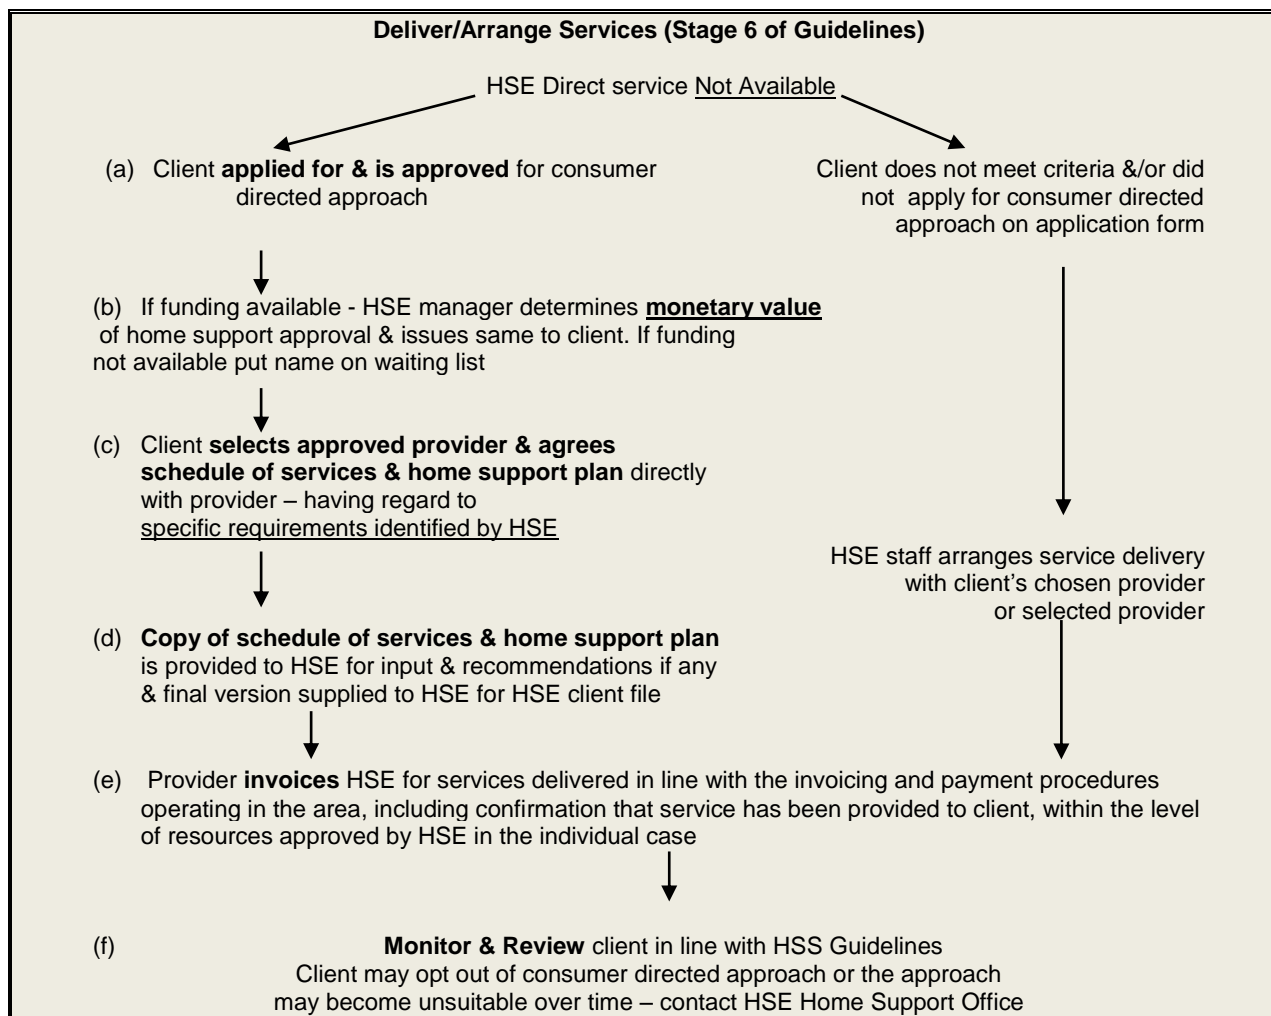 Deliver/Arrange Services (Stage 6 of Guidelines)
HSE Direct service Not Available
(a) Client applied for & is approved for consumer
directed approach
Client does not meet criteria &/or did
not apply for consumer directed
approach on application form
(b) If funding available - HSE manager determines monetary value
of home support approval & issues same to client. If funding
not available put name on waiting list
(c) Client selects approved provider & agrees
schedule of services & home support plan directly
with provider – having regard to
specific requirements identified by HSE
HSE staff arranges service delivery
with client's chosen provider
or selected provider
(d) Copy of schedule of services & home support plan
is provided to HSE for input & recommendations if any
& final version supplied to HSE for HSE client file
(e) Provider invoices HSE for services delivered in line with the invoicing and payment procedures
operating in the area, including confirmation that service has been provided to client, within the level
of resources approved by HSE in the individual case
(f) Monitor & Review client in line with HSS Guidelines
Client may opt out of consumer directed approach or the approach
may become unsuitable over time – contact HSE Home Support Office